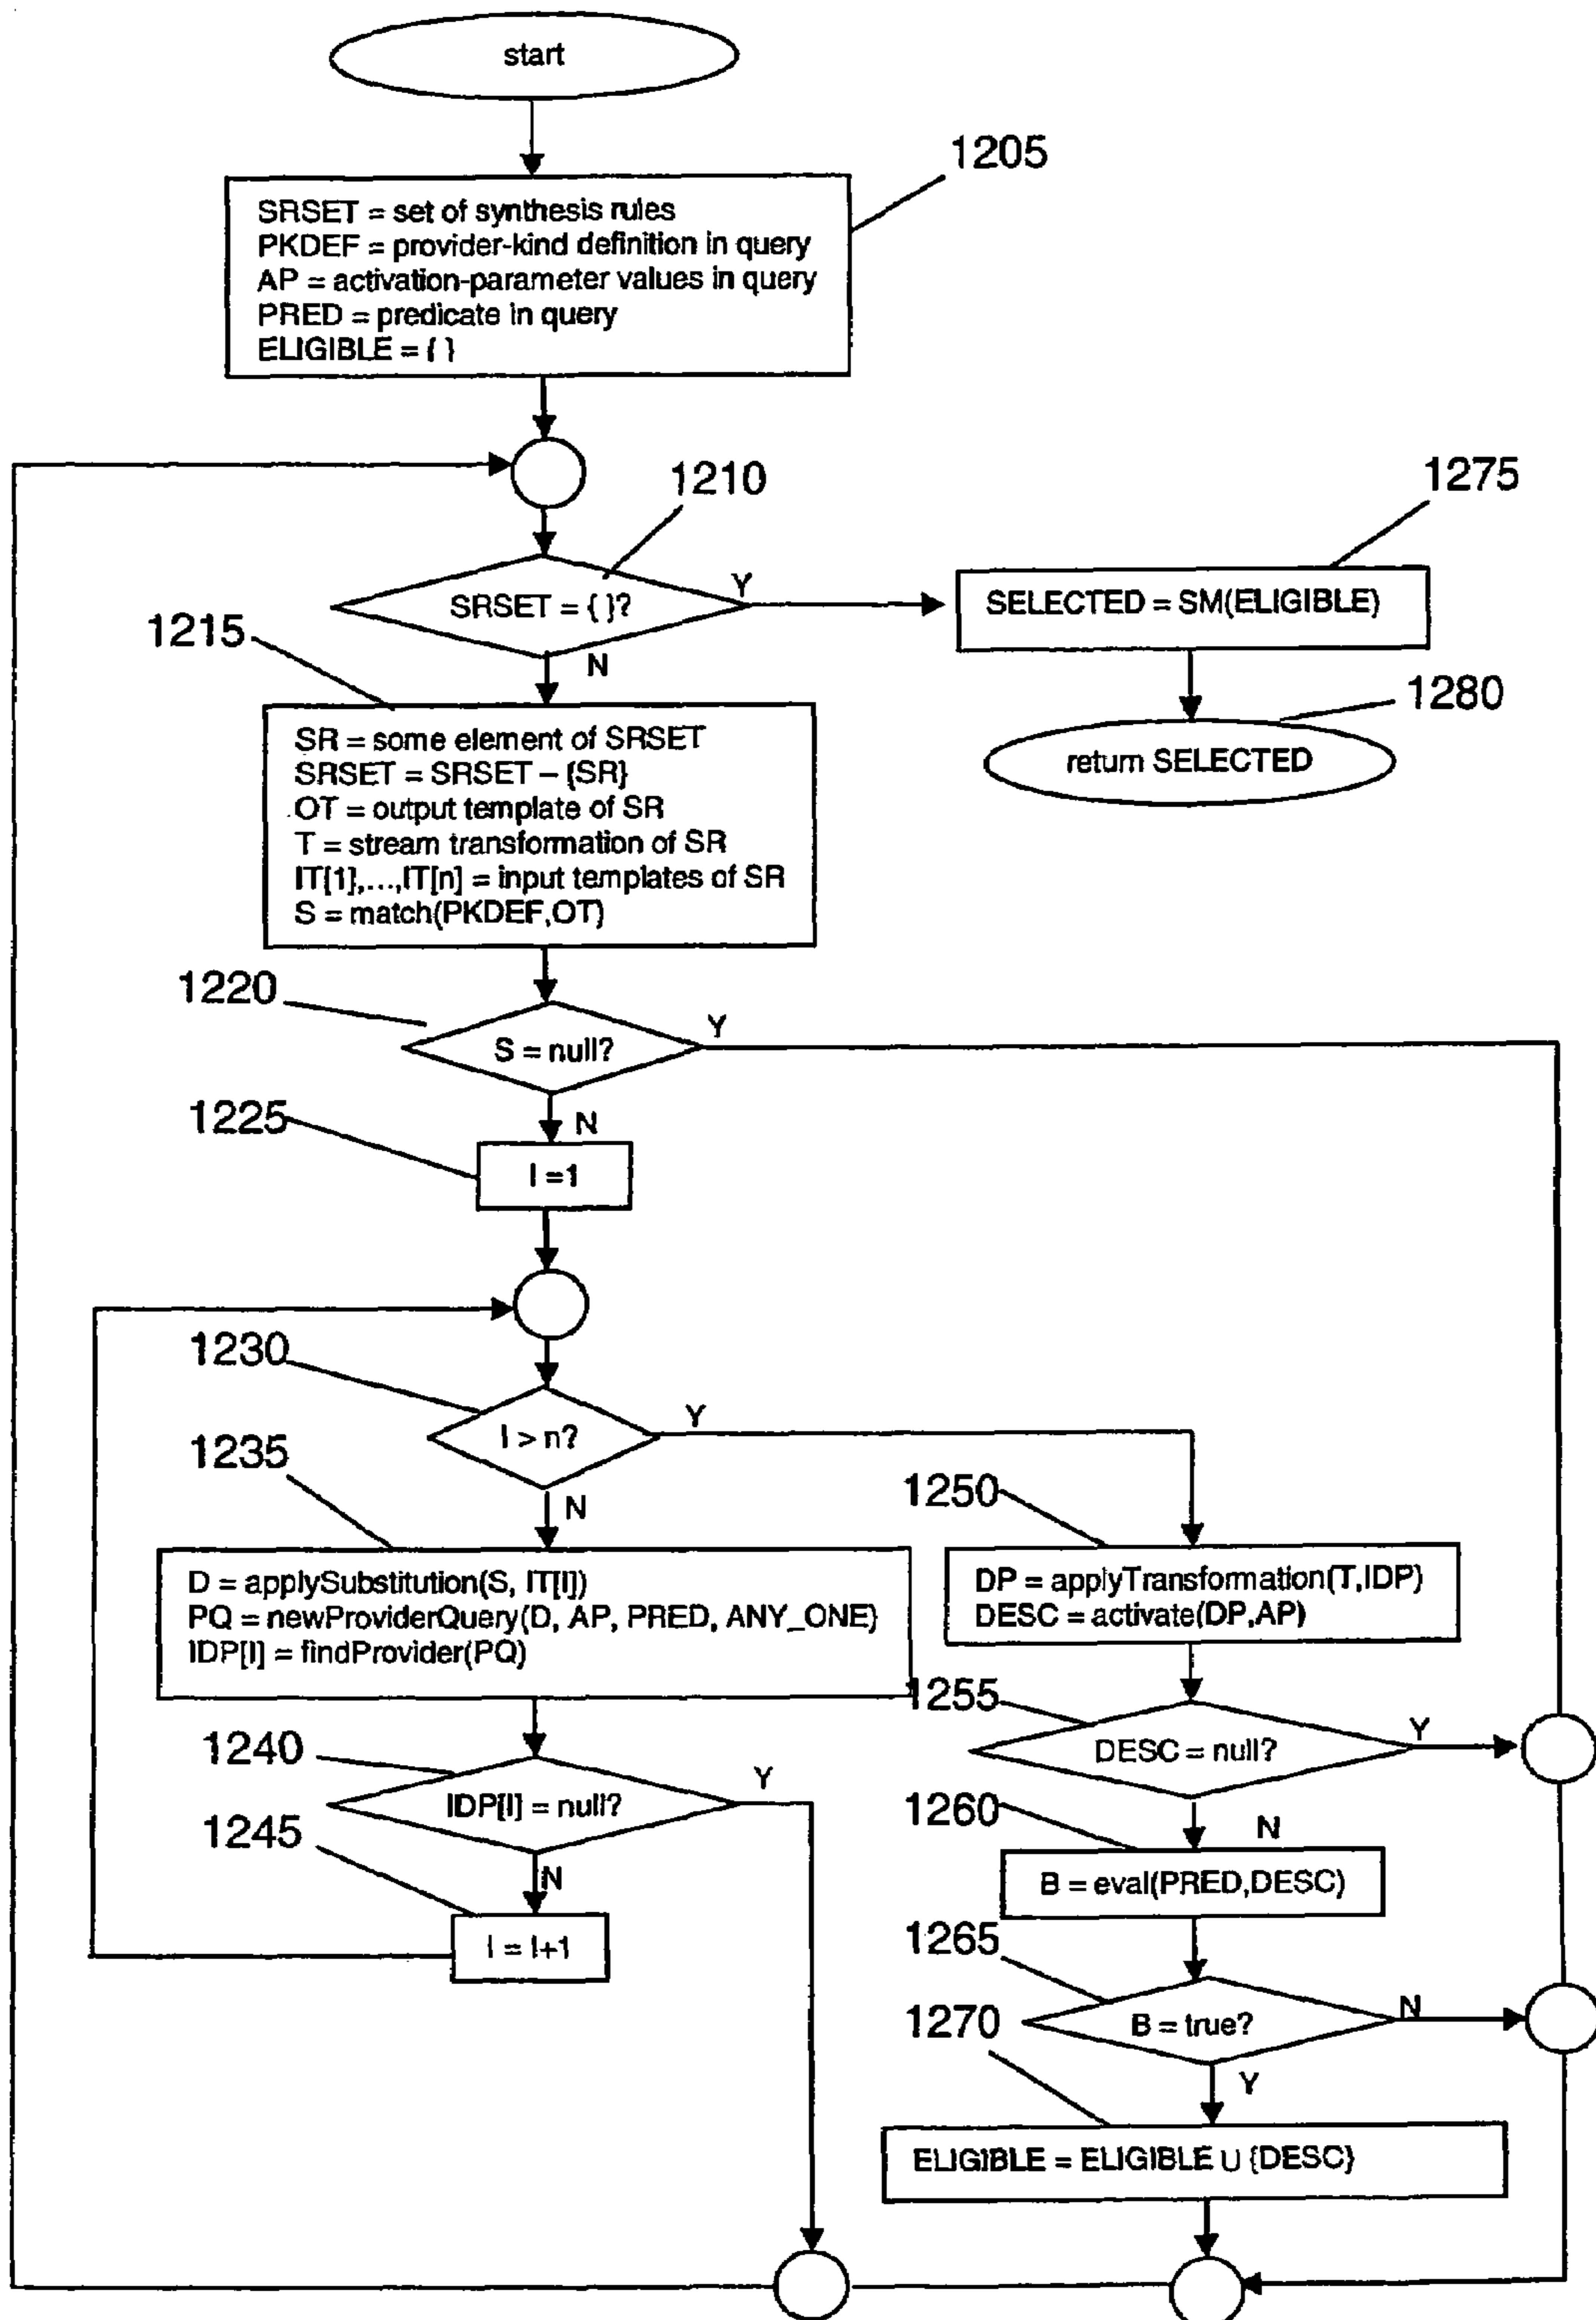 start
1205
SRSET = set of synthesis rules
PKDEF = provider-kind definition in query
AP = activation-parameter values in query
PRED = predicate in query
ELIGIBLE = { }
1210
1275
SRSET = { }?
Y
SELECTED = SM(ELIGIBLE)
1215
N
1280
SR = some element of SRSET
SRSET = SRSET – {SR}
OT = output template of SR
T = stream transformation of SR
IT[1],...,IT[n] = input templates of SR
S = match(PKDEF,OT)
return SELECTED
1220
S = null?
Y
1225
N
I =1
1230
I > n?
Y
1235
N
1250
D = applySubstitution(S, IT[I])
PQ = newProviderQuery(D, AP, PRED, ANY_ONE)
IDP[I] = findProvider(PQ)
DP = applyTransformation(T,IDP)
DESC = activate(DP,AP)
1255
DESC = null?
Y
1240
IDP[I] = null?
Y
1260
N
1245
N
B = eval(PRED,DESC)
I = I+1
1265
B = true?
N
1270
Y
ELIGIBLE = ELIGIBLE ∪ {DESC}